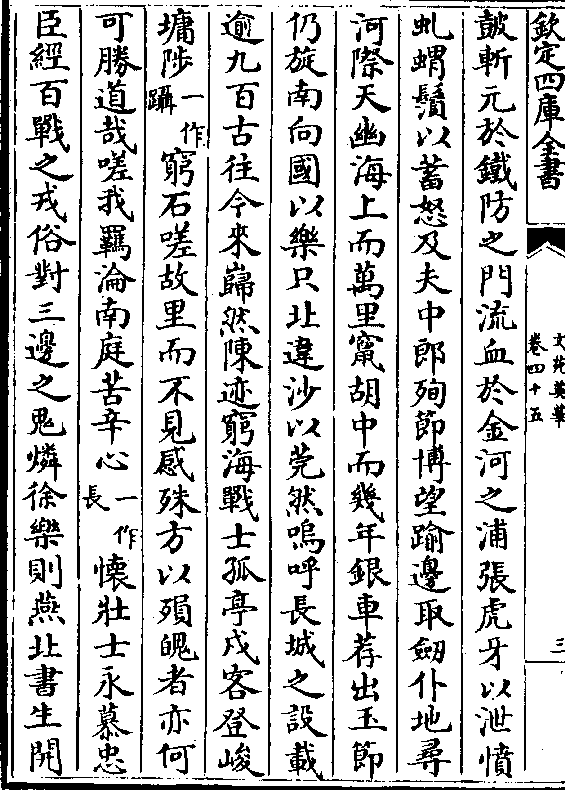 欽定四庫全書
文苑英華
卷四十五
三
皷斬元於鐵防之門流血於金河之浦張虎牙以泄憤
虬蝟鬚以蓄怒及夫中郎殉節博望踰邊取劒仆地尋
河際天幽海上而萬里竄胡中而幾年銀車荐出玉節
仍旋南向國以樂只北違沙以莞然嗚呼長城之設載
逾九百古往今來巋然陳迹窮海戰士孤亭戍客登峻
墉陟一作躡窮石嗟故里而不見感殊方以殞魄者亦何
可勝道哉嗟我羈淪南庭苦辛心一作長懷壯士永慕忠
臣經百戰之戎俗對三邊之鬼燐徐樂則燕北書生開